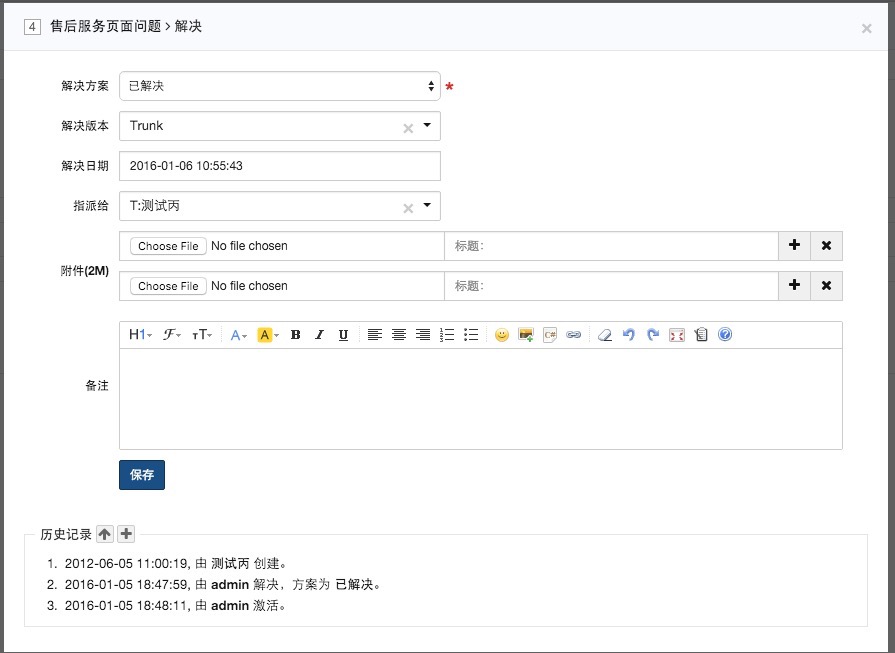 4 售后服务页面问题 > 解决 ×
解决方案 已解决 *
解决版本 Trunk ×
解决日期 2016-01-06 10:55:43
指派给 T:测试丙 ×
附件(2M)
Choose File No file chosen 标题:
Choose File No file chosen 标题:
H1 ℱ TT A A B I U C#
备注
保存
历史记录
1. 2012-06-05 11:00:19, 由 测试丙 创建。
2. 2016-01-05 18:47:59, 由 admin 解决，方案为 已解决。
3. 2016-01-05 18:48:11, 由 admin 激活。